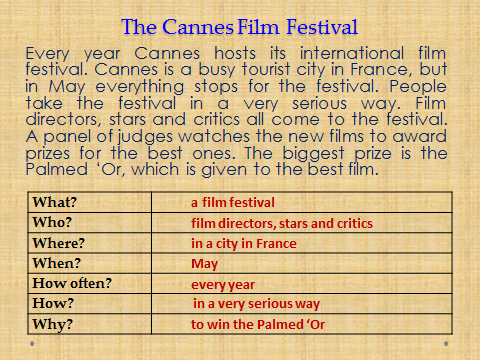 The Cannes Film Festival
Every year Cannes hosts its international film
festival. Cannes is a busy tourist city in France, but
in May everything stops for the festival. People
take the festival in a very serious way. Film
directors, stars and critics all come to the festival.
A panel of judges watches the new films to award
prizes for the best ones. The biggest prize is the
Palmed ‘Or, which is given to the best film.
What? a film festival
Who? film directors, stars and critics
Where? in a city in France
When? May
How often? every year
How? in a very serious way
Why? to win the Palmed ‘Or